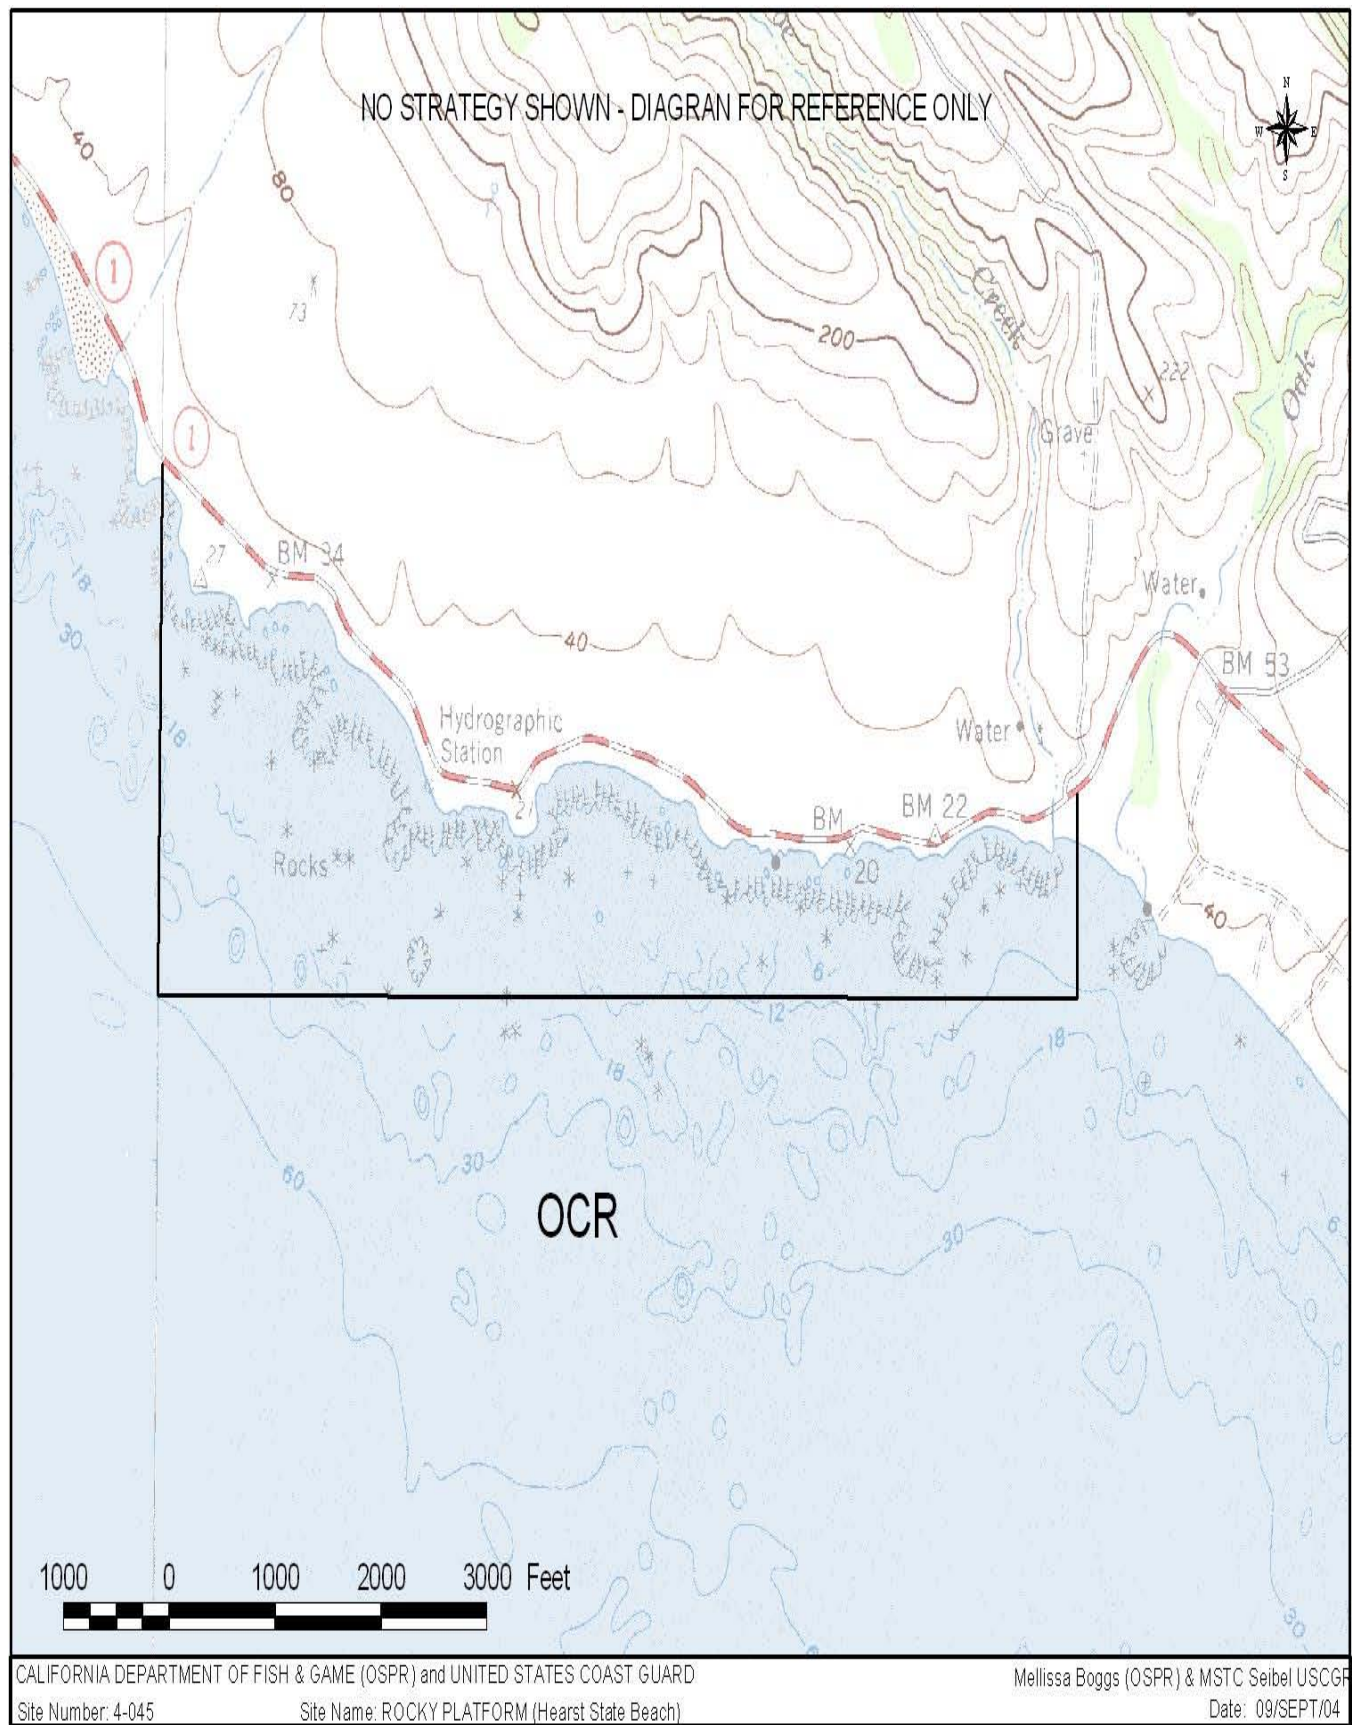 NO STRATEGY SHOWN - DIAGRAN FOR REFERENCE ONLY
N
W E
S
40
80
1
73
200
Creek
222
Oak
Grave
1
27
BM 34
18
30
40
Water
BM 53
18
Hydrographic
Station
Water
27
BM
BM 22
Rocks
20
40
6
12
18
18
30
60
OCR
30
6
30
1000 0 1000 2000 3000 Feet
CALIFORNIA DEPARTMENT OF FISH & GAME (OSPR) and UNITED STATES COAST GUARD
Mellissa Boggs (OSPR) & MSTC Seibel USCGR
Site Number: 4-045 Site Name: ROCKY PLATFORM (Hearst State Beach)
Date: 09/SEPT/04